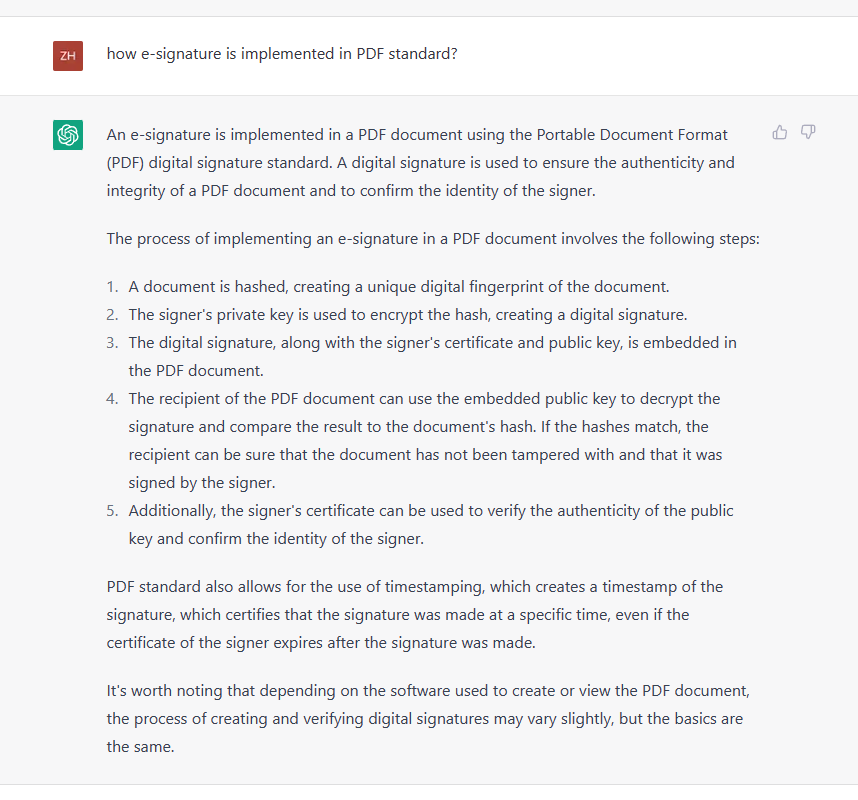 ZH
how e-signature is implemented in PDF standard?
An e-signature is implemented in a PDF document using the Portable Document Format
(PDF) digital signature standard. A digital signature is used to ensure the authenticity and
integrity of a PDF document and to confirm the identity of the signer.
The process of implementing an e-signature in a PDF document involves the following steps:
1. A document is hashed, creating a unique digital fingerprint of the document.
2. The signer's private key is used to encrypt the hash, creating a digital signature.
3. The digital signature, along with the signer's certificate and public key, is embedded in
the PDF document.
4. The recipient of the PDF document can use the embedded public key to decrypt the
signature and compare the result to the document's hash. If the hashes match, the
recipient can be sure that the document has not been tampered with and that it was
signed by the signer.
5. Additionally, the signer's certificate can be used to verify the authenticity of the public
key and confirm the identity of the signer.
PDF standard also allows for the use of timestamping, which creates a timestamp of the
signature, which certifies that the signature was made at a specific time, even if the
certificate of the signer expires after the signature was made.
It's worth noting that depending on the software used to create or view the PDF document,
the process of creating and verifying digital signatures may vary slightly, but the basics are
the same.